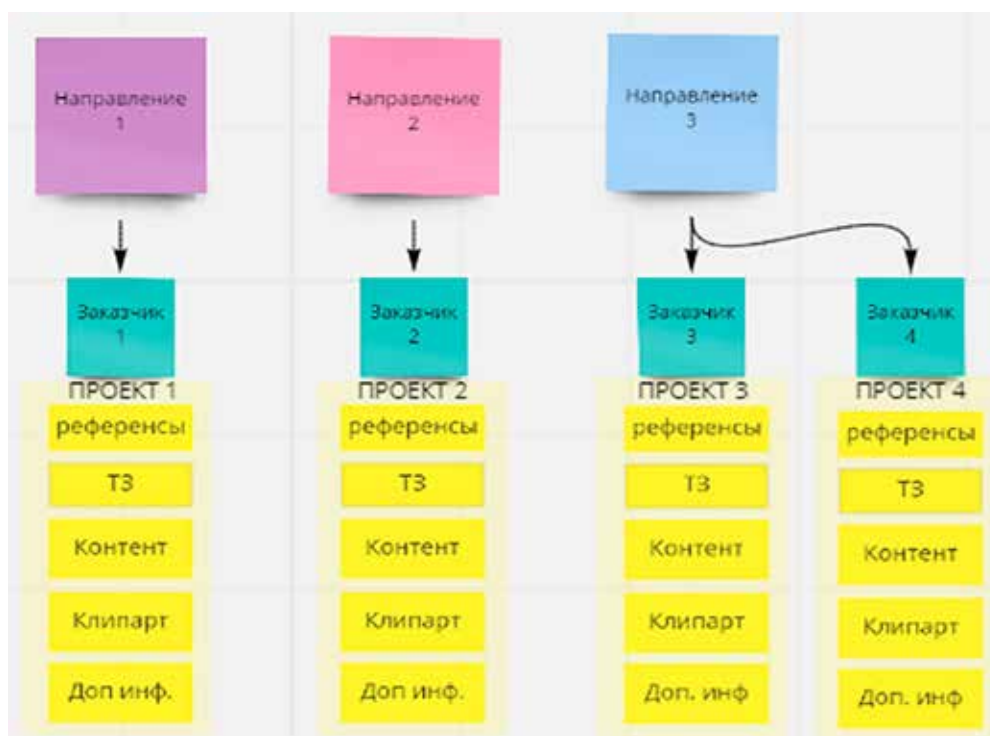 Направление
1
Направление
2
Направление
3
Заказчик
1
Заказчик
2
Заказчик
3
Заказчик
4
ПРОЕКТ 1
референсы
ТЗ
Контент
Клипарт
Доп инф.
ПРОЕКТ 2
референсы
ТЗ
Контент
Клипарт
Доп инф.
ПРОЕКТ 3
референсы
ТЗ
Контент
Клипарт
Доп. инф
ПРОЕКТ 4
референсы
ТЗ
Контент
Клипарт
Доп. инф